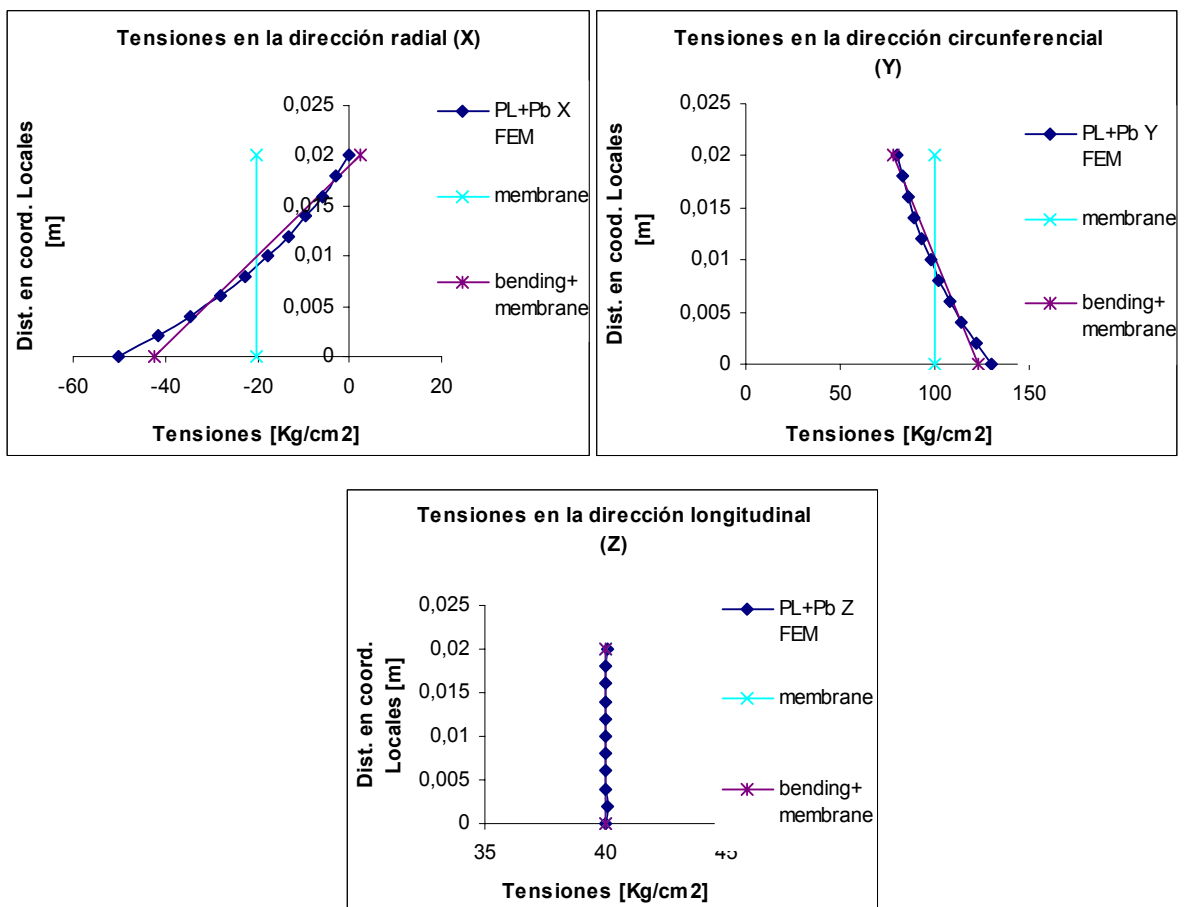 Tensiones en la dirección radial (X)
Dist. en coord. Locales
[m]
0,025
0,02
0,015
0,01
0,005
0
-60
-40
-20
0
20
Tensiones [Kg/cm2]
PL+Pb X
FEM
membrane
bending+
membrane
Tensiones en la dirección circunferencial
(Y)
Dist. en cood. Locales
[m]
0,025
0,02
0,015
0,01
0,005
0
0
50
100
150
Tensiones [Kg/cm2]
PL+Pb Y
FEM
membrane
bending+
membrane
Tensiones en la dirección longitudinal
(Z)
Dist. en coord.
Locales [m]
0,025
0,02
0,015
0,01
0,005
0
35
40
45
Tensiones [Kg/cm2]
PL+Pb Z
FEM
membrane
bending+
membrane